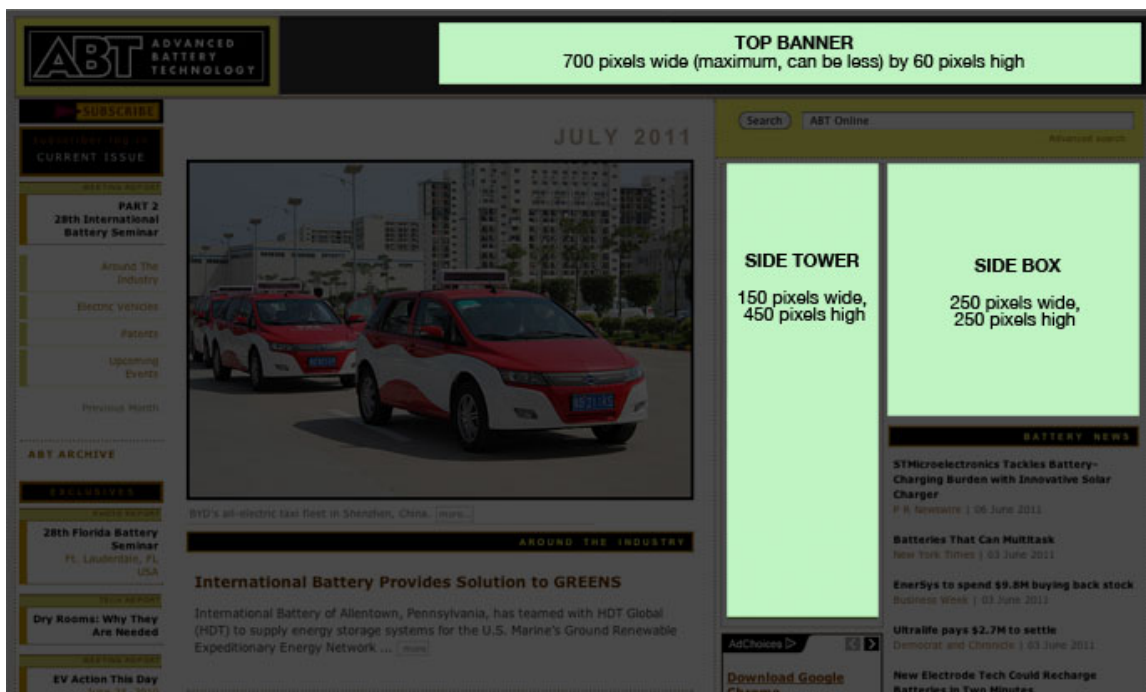 ABT
ADVANCED
BATTERY
TECHNOLOGY
TOP BANNER
700 pixels wide (maximum, can be less) by 60 pixels high
SUBSCRIBE
CURRENT ISSUE
MEETING REPORT
PART 2
28th International
Battery Seminar
Around The
Industry
Electric Vehicles
Patents
Upcoming
Events
Previous Month
ABT ARCHIVE
EXCLUSIVES
PHOTO REPORT
28th Florida Battery
Seminar
Ft. Lauderdale, FL,
USA
TECH REPORT
Dry Rooms: Why They
Are Needed
MEETING REPORT
EV Action This Day
JULY 2011
BYD's all-electric taxi fleet in Shenzhen, China. more...
AROUND THE INDUSTRY
International Battery Provides Solution to GREENS
International Battery of Allentown, Pennsylvania, has teamed with HDT Global
(HDT) to supply energy storage systems for the U.S. Marine's Ground Renewable
Expeditionary Energy Network ... more
Search
ABT Online
Advanced search
SIDE TOWER
150 pixels wide,
450 pixels high
AdChoices
Download Google
SIDE BOX
250 pixels wide,
250 pixels high
BATTERY NEWS
STMicroelectronics Tackles Battery-
Charging Burden with Innovative Solar
Charger
P R Newswire | 06 June 2011
Batteries That Can Multitask
New York Times | 03 June 2011
EnerSys to spend $9.8M buying back stock
Business Week | 03 June 2011
Ultralife pays $2.7M to settle
Democrat and Chronicle | 03 June 2011
New Electrode Tech Could Recharge
Batteries in Two Minutes